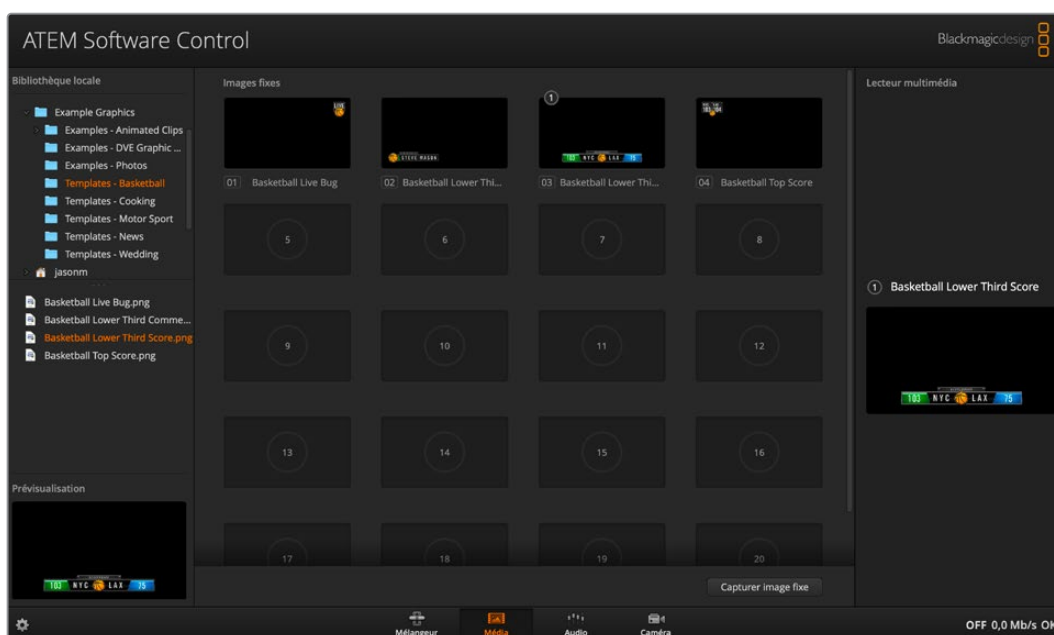 ATEM Software Control
Blackmagicdesign
Bibliothèque locale
Example Graphics
Examples - Animated Clips
Examples - DVE Graphic ...
Examples - Photos
Templates - Basketball
Templates - Cooking
Templates - Motor Sport
Templates - News
Templates - Wedding
jasonm
Basketball Live Bug.png
Basketball Lower Third Comme...
Basketball Lower Third Score.png
Basketball Top Score.png
Prévisualisation
103 NYC LAX 75
Images fixes
LIVE
STEVE MASON
1
103 NYC LAX 75
103 104
01 Basketball Live Bug
02 Basketball Lower Thi...
03 Basketball Lower Thi...
04 Basketball Top Score
5 6 7 8
9 10 11 12
13 14 15 16
17 18 19 20
Capturer image fixe
Lecteur multimédia
1 Basketball Lower Third Score
103 NYC LAX 75
Mélangeur Média Audio Caméra
OFF 0,0 Mb/s OK